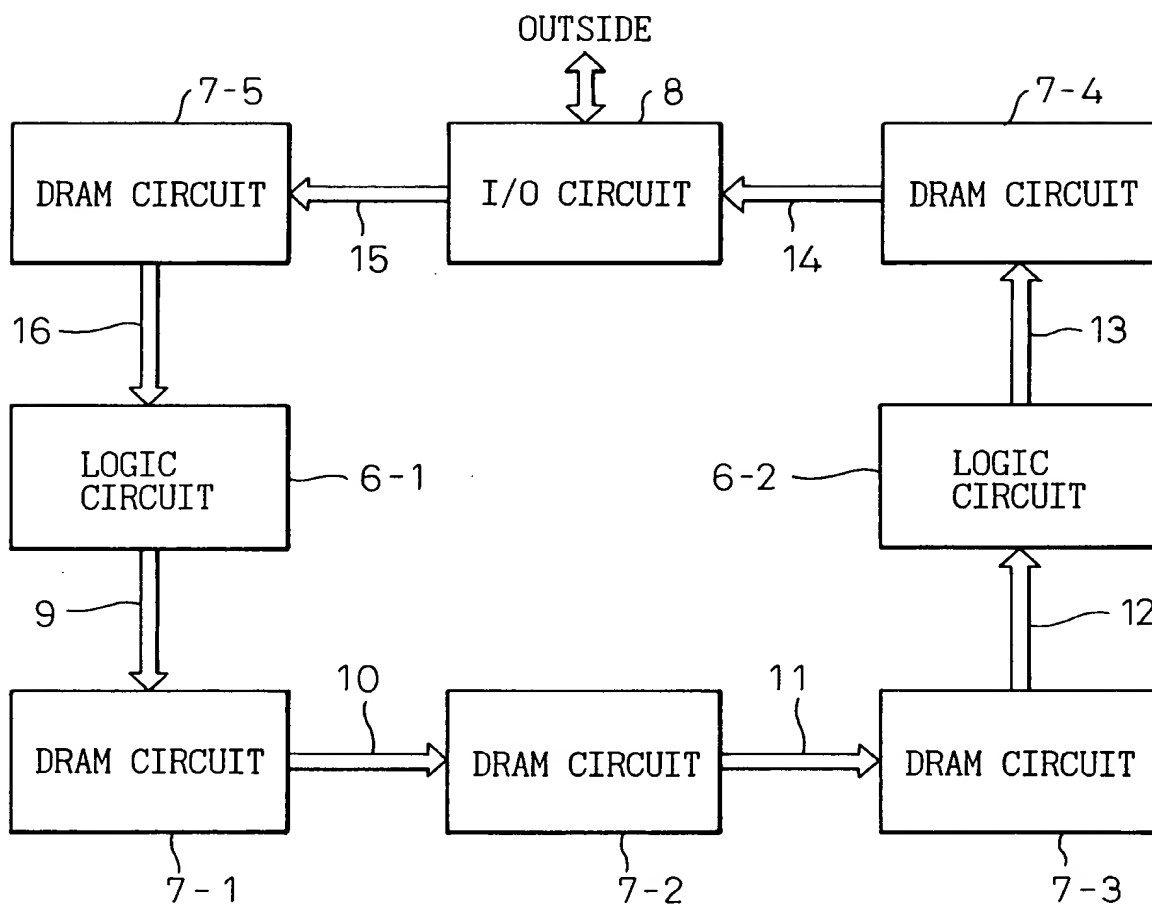 OUTSIDE
7-5
8
7-4
DRAM CIRCUIT
I/O CIRCUIT
DRAM CIRCUIT
15
14
16
13
LOGIC
CIRCUIT
6-1
6-2
LOGIC
CIRCUIT
9
12
10
11
DRAM CIRCUIT
DRAM CIRCUIT
DRAM CIRCUIT
7-1
7-2
7-3